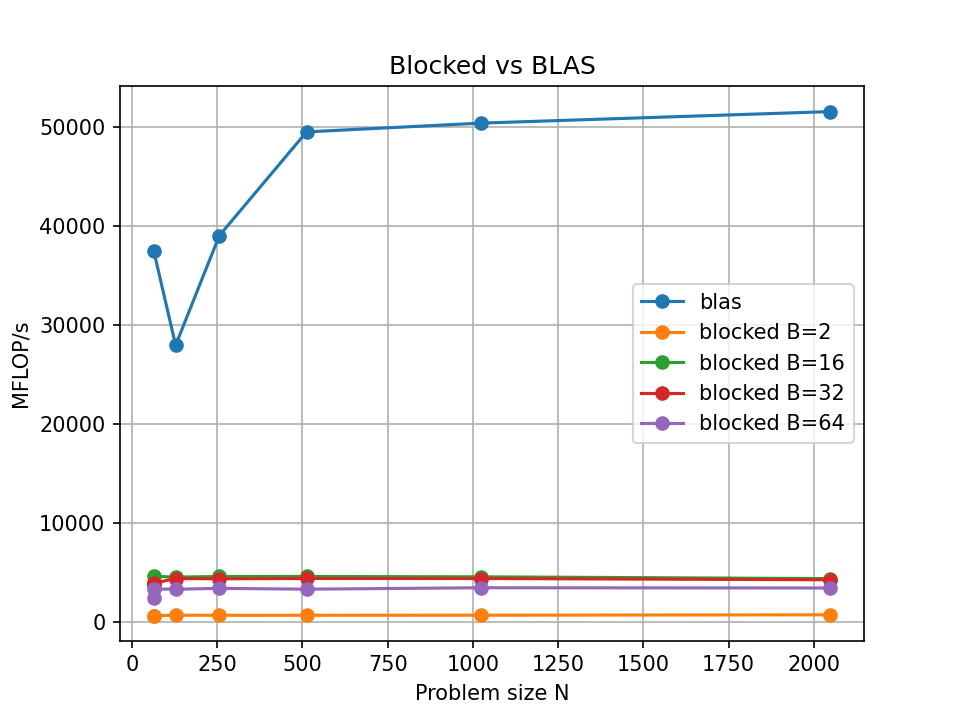 Blocked vs BLAS
MFLOP/s
50000
40000
30000
20000
10000
0
blas
blocked B=2
blocked B=16
blocked B=32
blocked B=64
0 250 500 750 1000 1250 1500 1750 2000
Problem size N